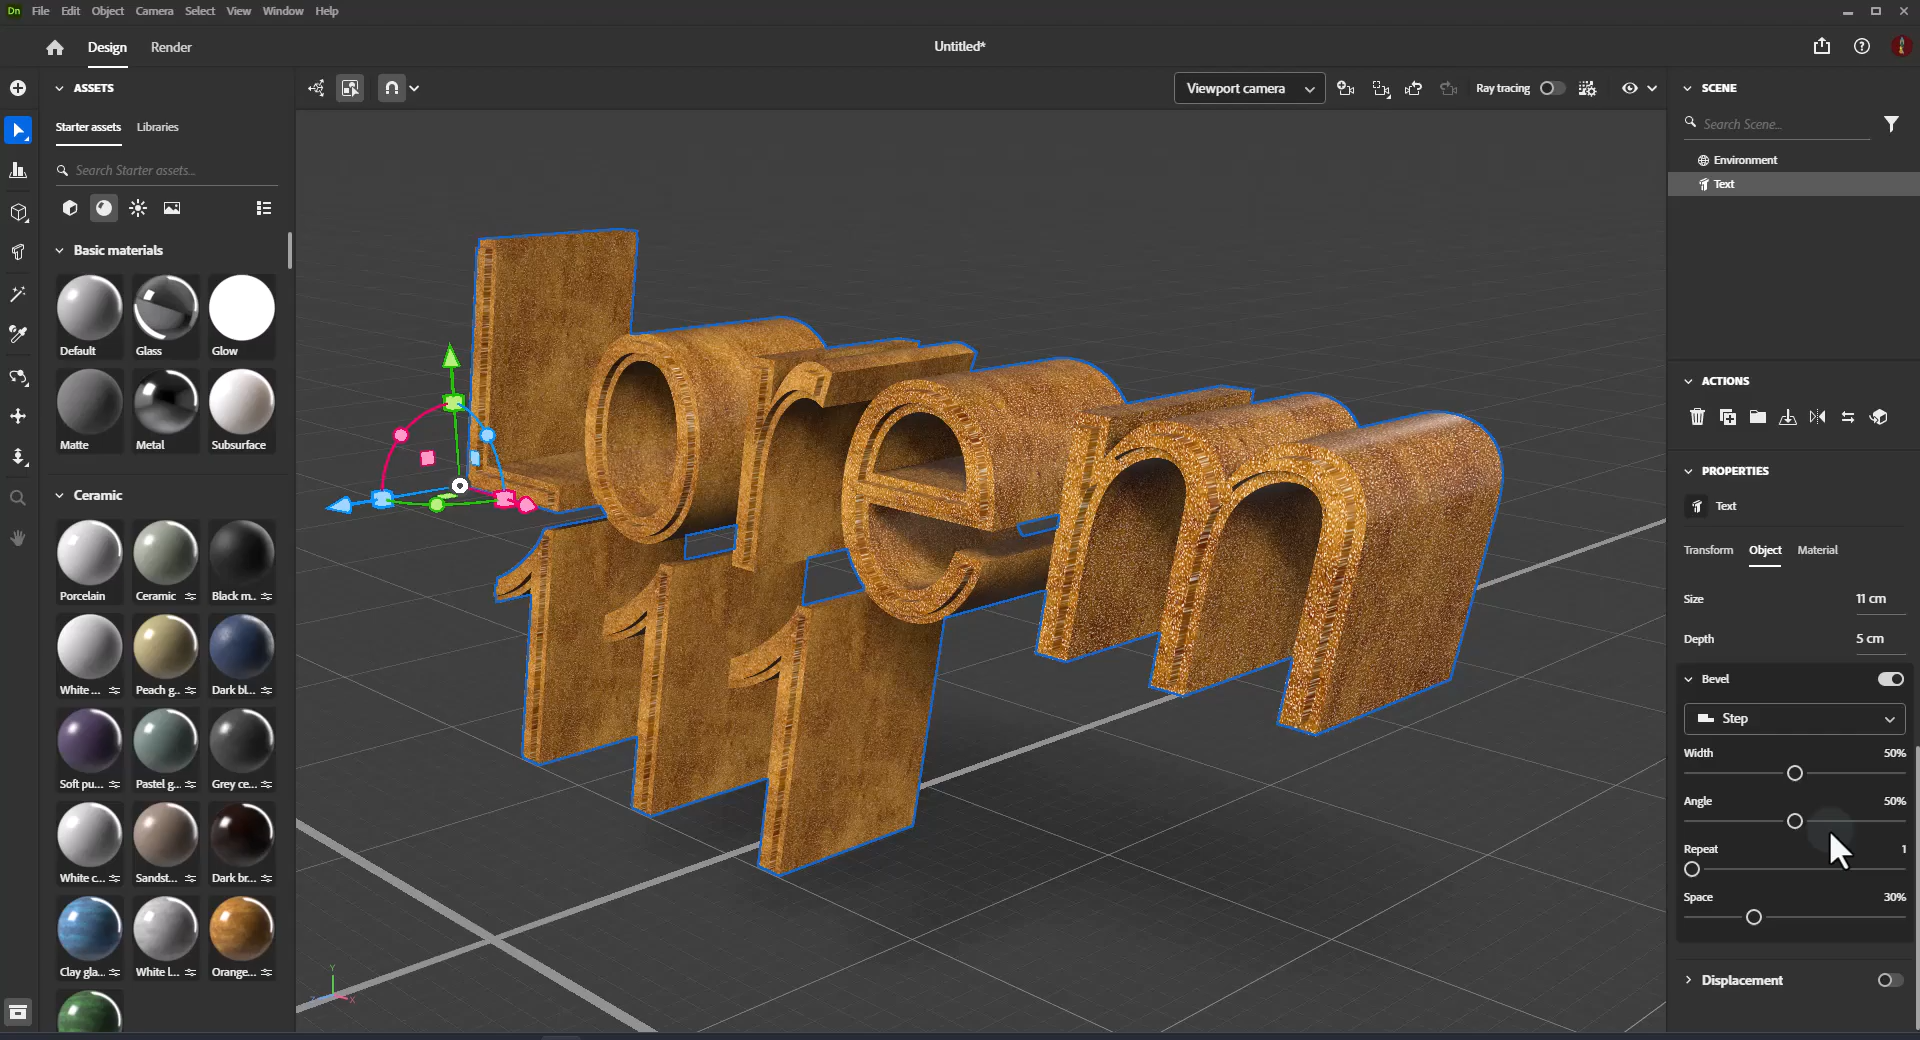 Dn File Edit Object Camera Select View Window Help
Design Render
Untitled*
ASSETS
Starter assets Libraries
Search Starter assets...
Basic materials
Default Glass Glow
Matte Metal Subsurface
Ceramic
Porcelain Ceramic Black m...
White ... Peach g.. Dark bl...
Soft pu... Pastel g... Grey ce...
White c... Sandst... Dark br...
Clay gla... White l... Orange...
Viewport camera
Ray tracing
Lorem
111
Y
X
SCENE
Search Scene...
Environment
Text
ACTIONS
PROPERTIES
Text
Transform Object Material
Size 11 cm
Depth 5 cm
Bevel
Step
Width 50%
Angle 50%
Repeat 1
Space 30%
Displacement